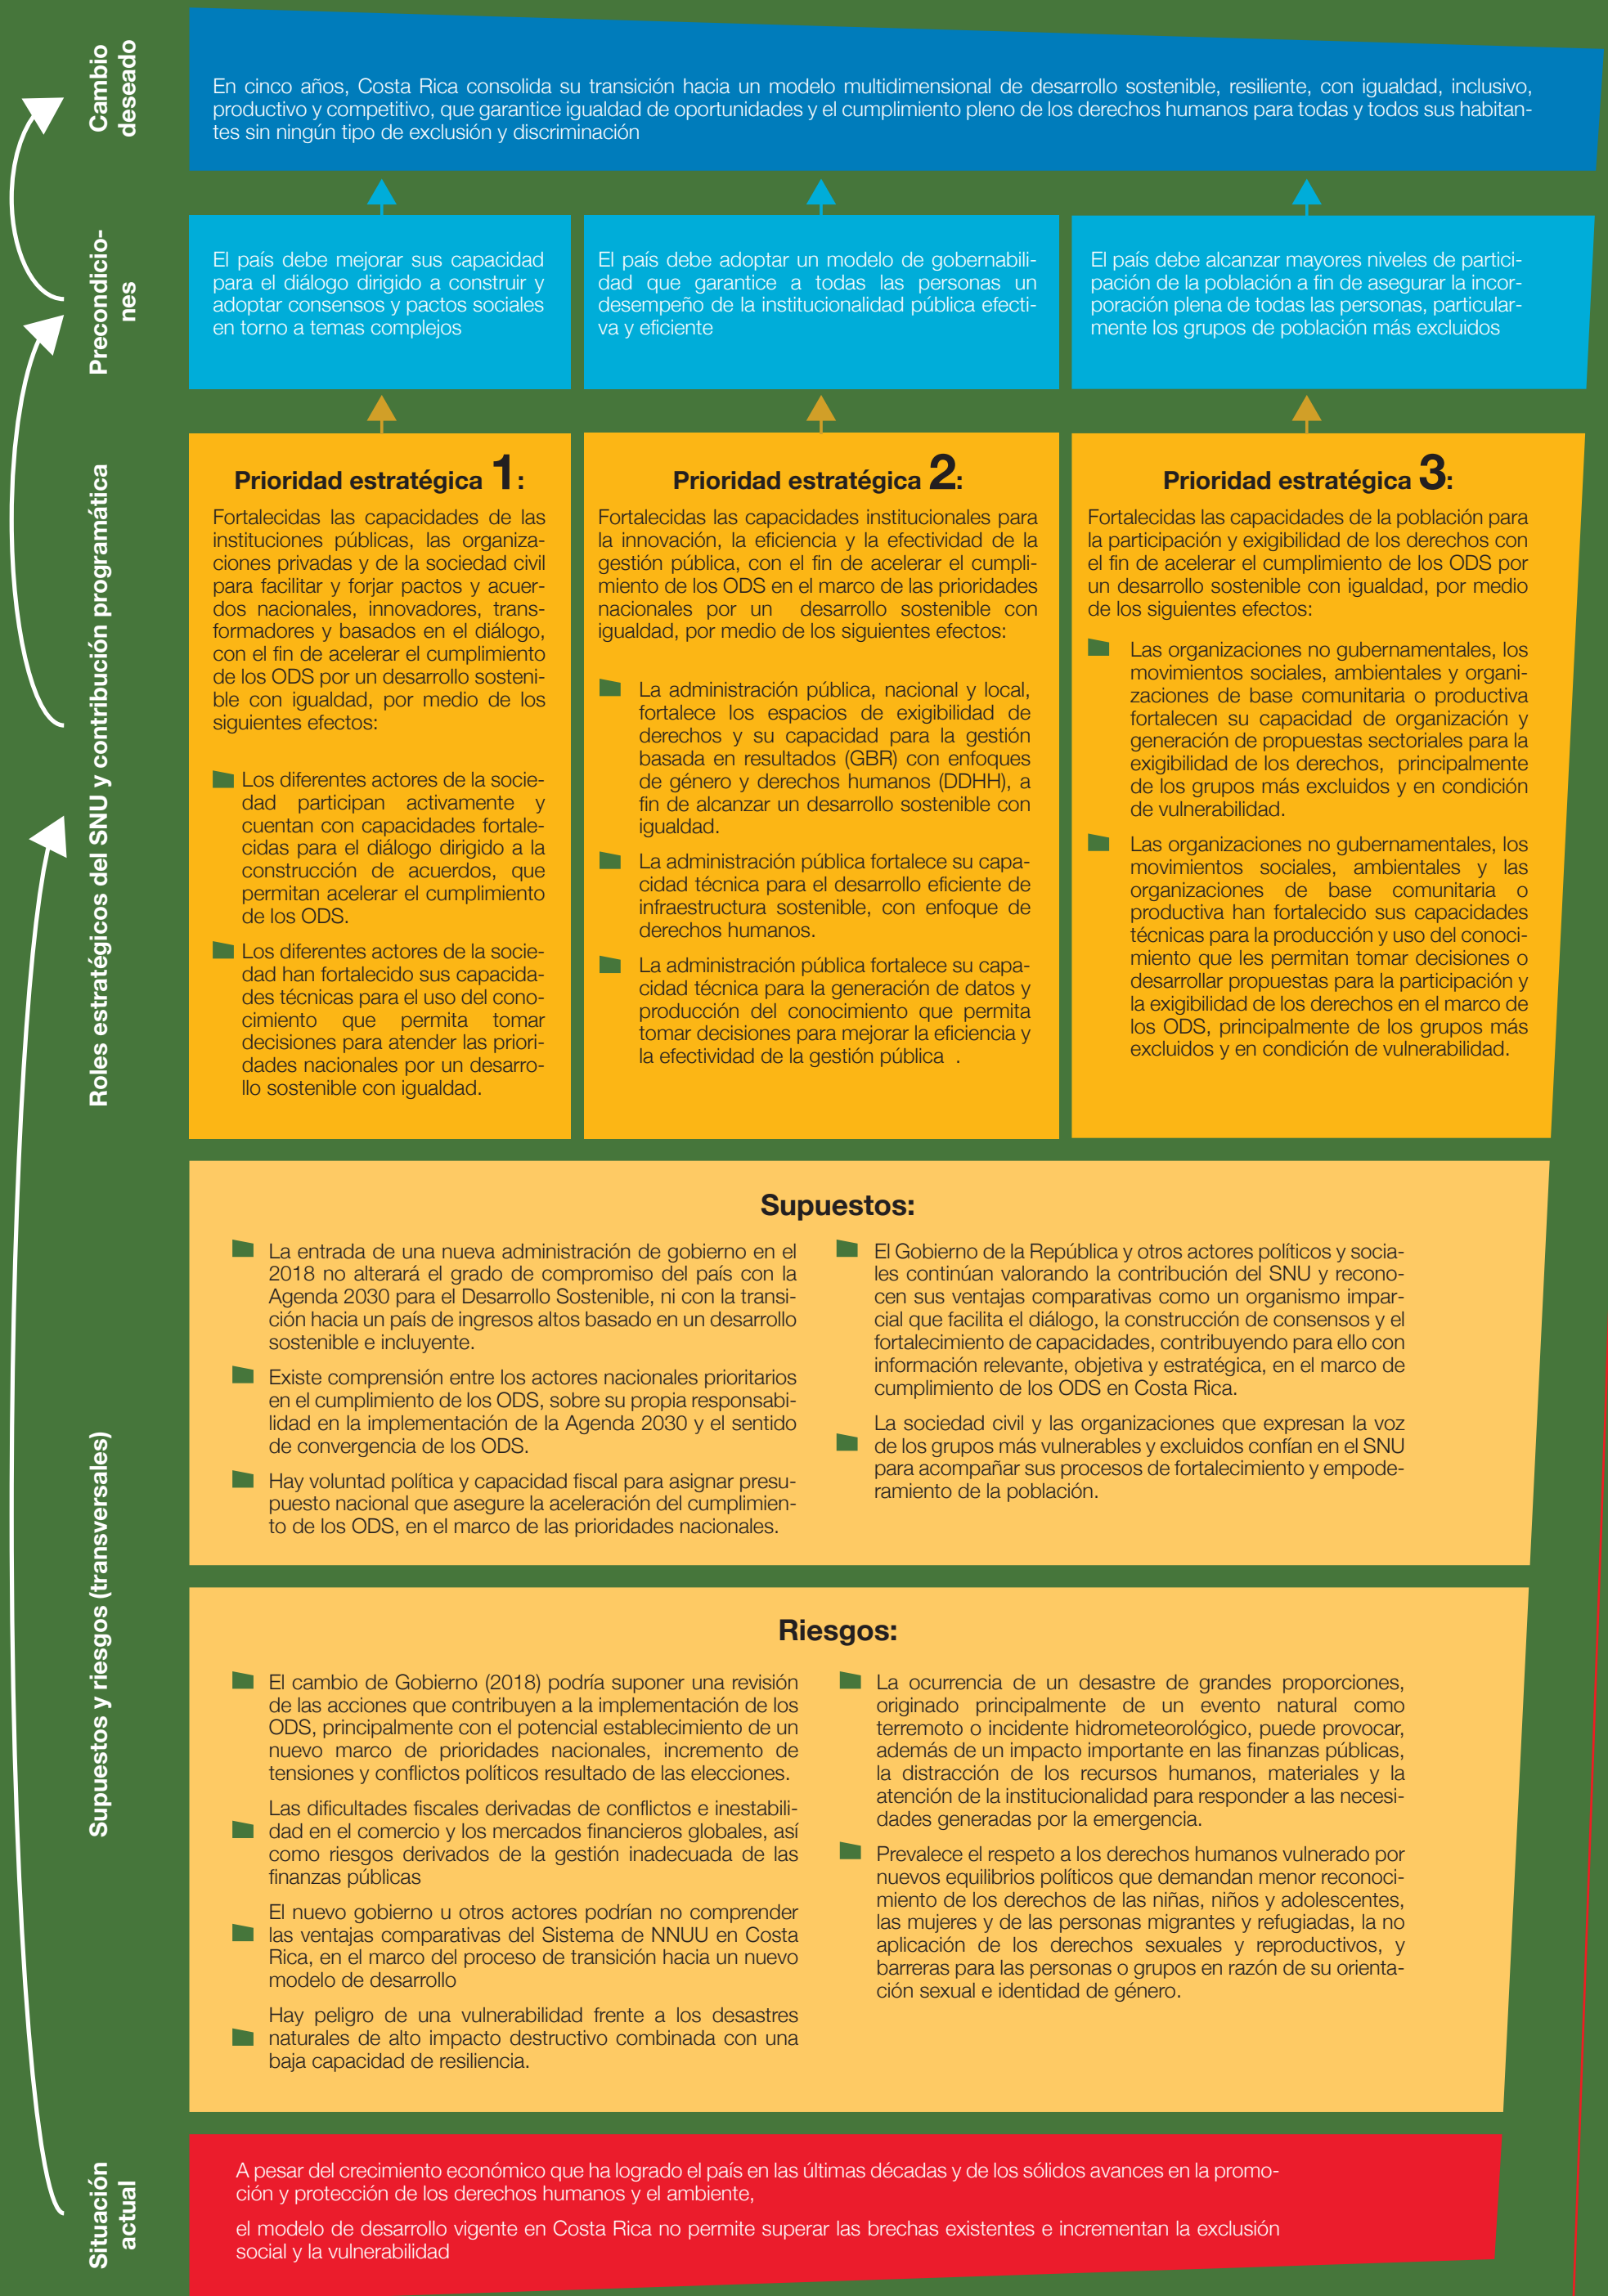 Cambio
deseado
En cinco años, Costa Rica consolida su transición hacia un modelo multidimensional de desarrollo sostenible, resiliente, con igualdad, inclusivo,
productivo y competitivo, que garantice igualdad de oportunidades y el cumplimiento pleno de los derechos humanos para todas y todos sus habitan-
tes sin ningún tipo de exclusión y discriminación
Precondicio-
nes
El país debe mejorar sus capacidad
para el diálogo dirigido a construir y
adoptar consensos y pactos sociales
en torno a temas complejos
El país debe adoptar un modelo de gobernabili-
dad que garantice a todas las personas un
desempeño de la institucionalidad pública efecti-
va y eficiente
El país debe alcanzar mayores niveles de partici-
pación de la población a fin de asegurar la incor-
poración plena de todas las personas, particular-
mente los grupos de población más excluidos
Roles estratégicos del SNU y contribución programática
Prioridad estratégica 1:
Fortalecidas las capacidades de las
instituciones públicas, las organiza-
ciones privadas y de la sociedad civil
para facilitar y forjar pactos y acuer-
dos nacionales, innovadores, trans-
formadores y basados en el diálogo,
con el fin de acelerar el cumplimiento
de los ODS por un desarrollo sosteni-
ble con igualdad, por medio de los
siguientes efectos:
Los diferentes actores de la socie-
dad participan activamente y
cuentan con capacidades fortale-
cidas para el diálogo dirigido a la
construcción de acuerdos, que
permitan acelerar el cumplimiento
de los ODS.
Los diferentes actores de la socie-
dad han fortalecido sus capacida-
des técnicas para el uso del cono-
cimiento que permita tomar
decisiones para atender las priori-
dades nacionales por un desarro-
llo sostenible con igualdad.
Prioridad estratégica 2:
Fortalecidas las capacidades institucionales para
la innovación, la eficiencia y la efectividad de la
gestión pública, con el fin de acelerar el cumpli-
miento de los ODS en el marco de las prioridades
nacionales por un desarrollo sostenible con
igualdad, por medio de los siguientes efectos:
La administración pública, nacional y local,
fortalece los espacios de exigibilidad de
derechos y su capacidad para la gestión
basada en resultados (GBR) con enfoques
de género y derechos humanos (DDHH), a
fin de alcanzar un desarrollo sostenible con
igualdad.
La administración pública fortalece su capa-
cidad técnica para el desarrollo eficiente de
infraestructura sostenible, con enfoque de
derechos humanos.
La administración pública fortalece su capa-
cidad técnica para la generación de datos y
producción del conocimiento que permita
tomar decisiones para mejorar la eficiencia y
la efectividad de la gestión pública .
Prioridad estratégica 3:
Fortalecidas las capacidades de la población para
la participación y exigibilidad de los derechos con
el fin de acelerar el cumplimiento de los ODS por
un desarrollo sostenible con igualdad, por medio
de los siguientes efectos:
Las organizaciones no gubernamentales, los
movimientos sociales, ambientales y organi-
zaciones de base comunitaria o productiva
fortalecen su capacidad de organización y
generación de propuestas sectoriales para la
exigibilidad de los derechos, principalmente
de los grupos más excluidos y en condición
de vulnerabilidad.
Las organizaciones no gubernamentales, los
movimientos sociales, ambientales y las
organizaciones de base comunitaria o
productiva han fortalecido sus capacidades
técnicas para la producción y uso del conoci-
miento que les permitan tomar decisiones o
desarrollar propuestas para la participación y
la exigibilidad de los derechos en el marco de
los ODS, principalmente de los grupos más
excluidos y en condición de vulnerabilidad.
Supuestos y riesgos (transversales)
Supuestos:
La entrada de una nueva administración de gobierno en el
2018 no alterará el grado de compromiso del país con la
Agenda 2030 para el Desarrollo Sostenible, ni con la transi-
ción hacia un país de ingresos altos basado en un desarrollo
sostenible e incluyente.
Existe comprensión entre los actores nacionales prioritarios
en el cumplimiento de los ODS, sobre su propia responsabi-
lidad en la implementación de la Agenda 2030 y el sentido
de convergencia de los ODS.
Hay voluntad política y capacidad fiscal para asignar presu-
puesto nacional que asegure la aceleración del cumplimien-
to de los ODS, en el marco de las prioridades nacionales.
El Gobierno de la República y otros actores políticos y socia-
les continúan valorando la contribución del SNU y recono-
cen sus ventajas comparativas como un organismo impar-
cial que facilita el diálogo, la construcción de consensos y el
fortalecimiento de capacidades, contribuyendo para ello con
información relevante, objetiva y estratégica, en el marco de
cumplimiento de los ODS en Costa Rica.
La sociedad civil y las organizaciones que expresan la voz
de los grupos más vulnerables y excluidos confían en el SNU
para acompañar sus procesos de fortalecimiento y empode-
ramiento de la población.
Riesgos:
El cambio de Gobierno (2018) podría suponer una revisión
de las acciones que contribuyen a la implementación de los
ODS, principalmente con el potencial establecimiento de un
nuevo marco de prioridades nacionales, incremento de
tensiones y conflictos políticos resultado de las elecciones.
Las dificultades fiscales derivadas de conflictos e inestabili-
dad en el comercio y los mercados financieros globales, así
como riesgos derivados de la gestión inadecuada de las
finanzas públicas
El nuevo gobierno u otros actores podrían no comprender
las ventajas comparativas del Sistema de NNUU en Costa
Rica, en el marco del proceso de transición hacia un nuevo
modelo de desarrollo
Hay peligro de una vulnerabilidad frente a los desastres
naturales de alto impacto destructivo combinada con una
baja capacidad de resiliencia.
La ocurrencia de un desastre de grandes proporciones,
originado principalmente de un evento natural como
terremoto o incidente hidrometeorológico, puede provocar,
además de un impacto importante en las finanzas públicas,
la distracción de los recursos humanos, materiales y la
atención de la institucionalidad para responder a las necesi-
dades generadas por la emergencia.
Prevalece el respeto a los derechos humanos vulnerado por
nuevos equilibrios políticos que demandan menor reconoci-
miento de los derechos de las niñas, niños y adolescentes,
las mujeres y de las personas migrantes y refugiadas, la no
aplicación de los derechos sexuales y reproductivos, y
barreras para las personas o grupos en razón de su orienta-
ción sexual e identidad de género.
Situación
actual
A pesar del crecimiento económico que ha logrado el país en las últimas décadas y de los sólidos avances en la promo-
ción y protección de los derechos humanos y el ambiente,
el modelo de desarrollo vigente en Costa Rica no permite superar las brechas existentes e incrementan la exclusión
social y la vulnerabilidad